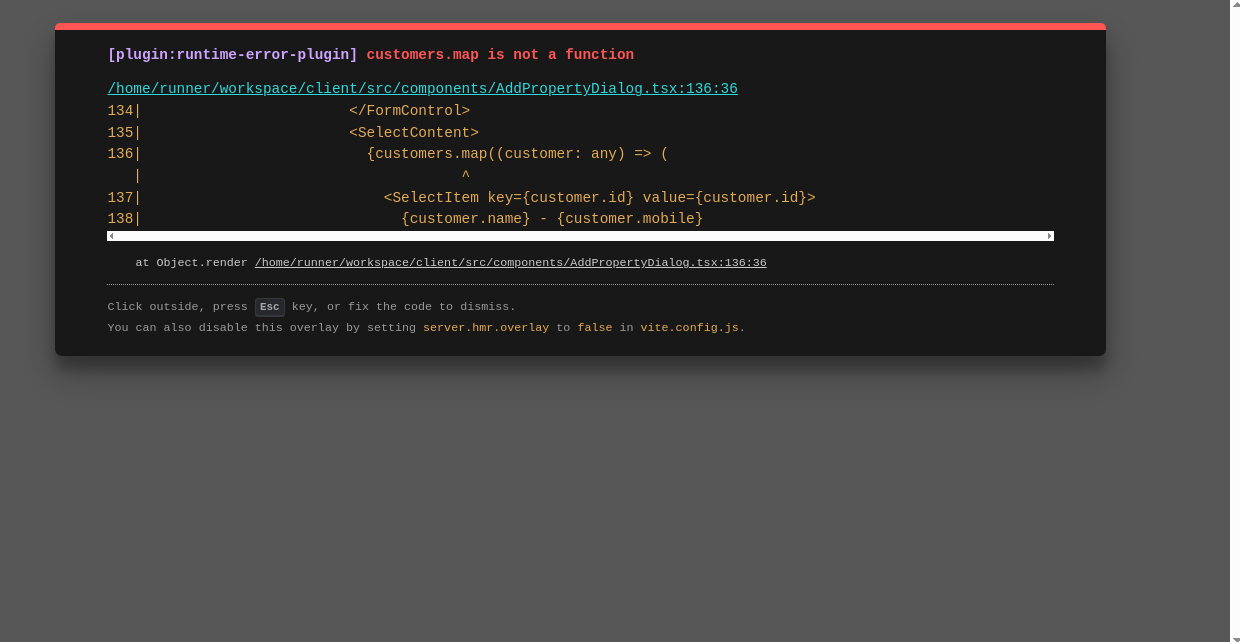 [plugin:runtime-error-plugin] customers.map is not a function
/home/runner/workspace/client/src/components/AddPropertyDialog.tsx:136:36
134|                        </FormControl>
135|                        <SelectContent>
136|                          {customers.map((customer: any) => (
   |                                     ^
137|                            <SelectItem key={customer.id} value={customer.id}>
138|                              {customer.name} - {customer.mobile}
at Object.render /home/runner/workspace/client/src/components/AddPropertyDialog.tsx:136:36
Click outside, press Esc key, or fix the code to dismiss.
You can also disable this overlay by setting server.hmr.overlay to false in vite.config.js.